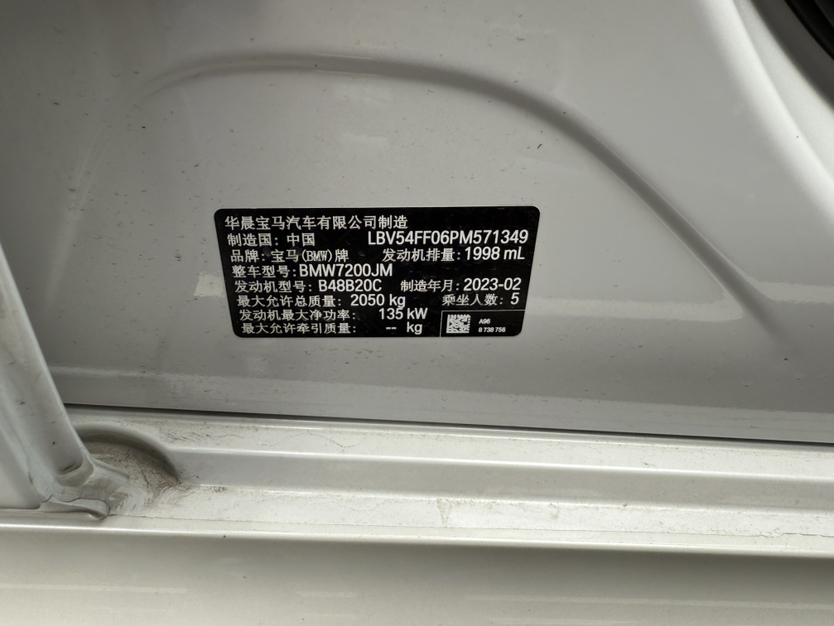 华晨宝马汽车有限公司制造
制造国: 中国 LBV54FF06PM571349
品牌: 宝马(BMW)牌 发动机排量: 1998 mL
整车型号: BMW7200JM
发动机型号: B48B20C 制造年月: 2023-02
最大允许总质量: 2050 kg 乘坐人数: 5
发动机最大净功率: 135 kW
最大允许牵引质量: -- kg
A96
8 738 756